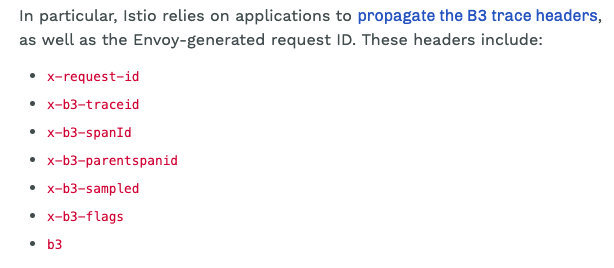 In particular, Istio relies on applications to propagate the B3 trace headers,
as well as the Envoy-generated request ID. These headers include:
• x-request-id
• x-b3-traceid
• x-b3-spanId
• x-b3-parentspanid
• x-b3-sampled
• x-b3-flags
• b3